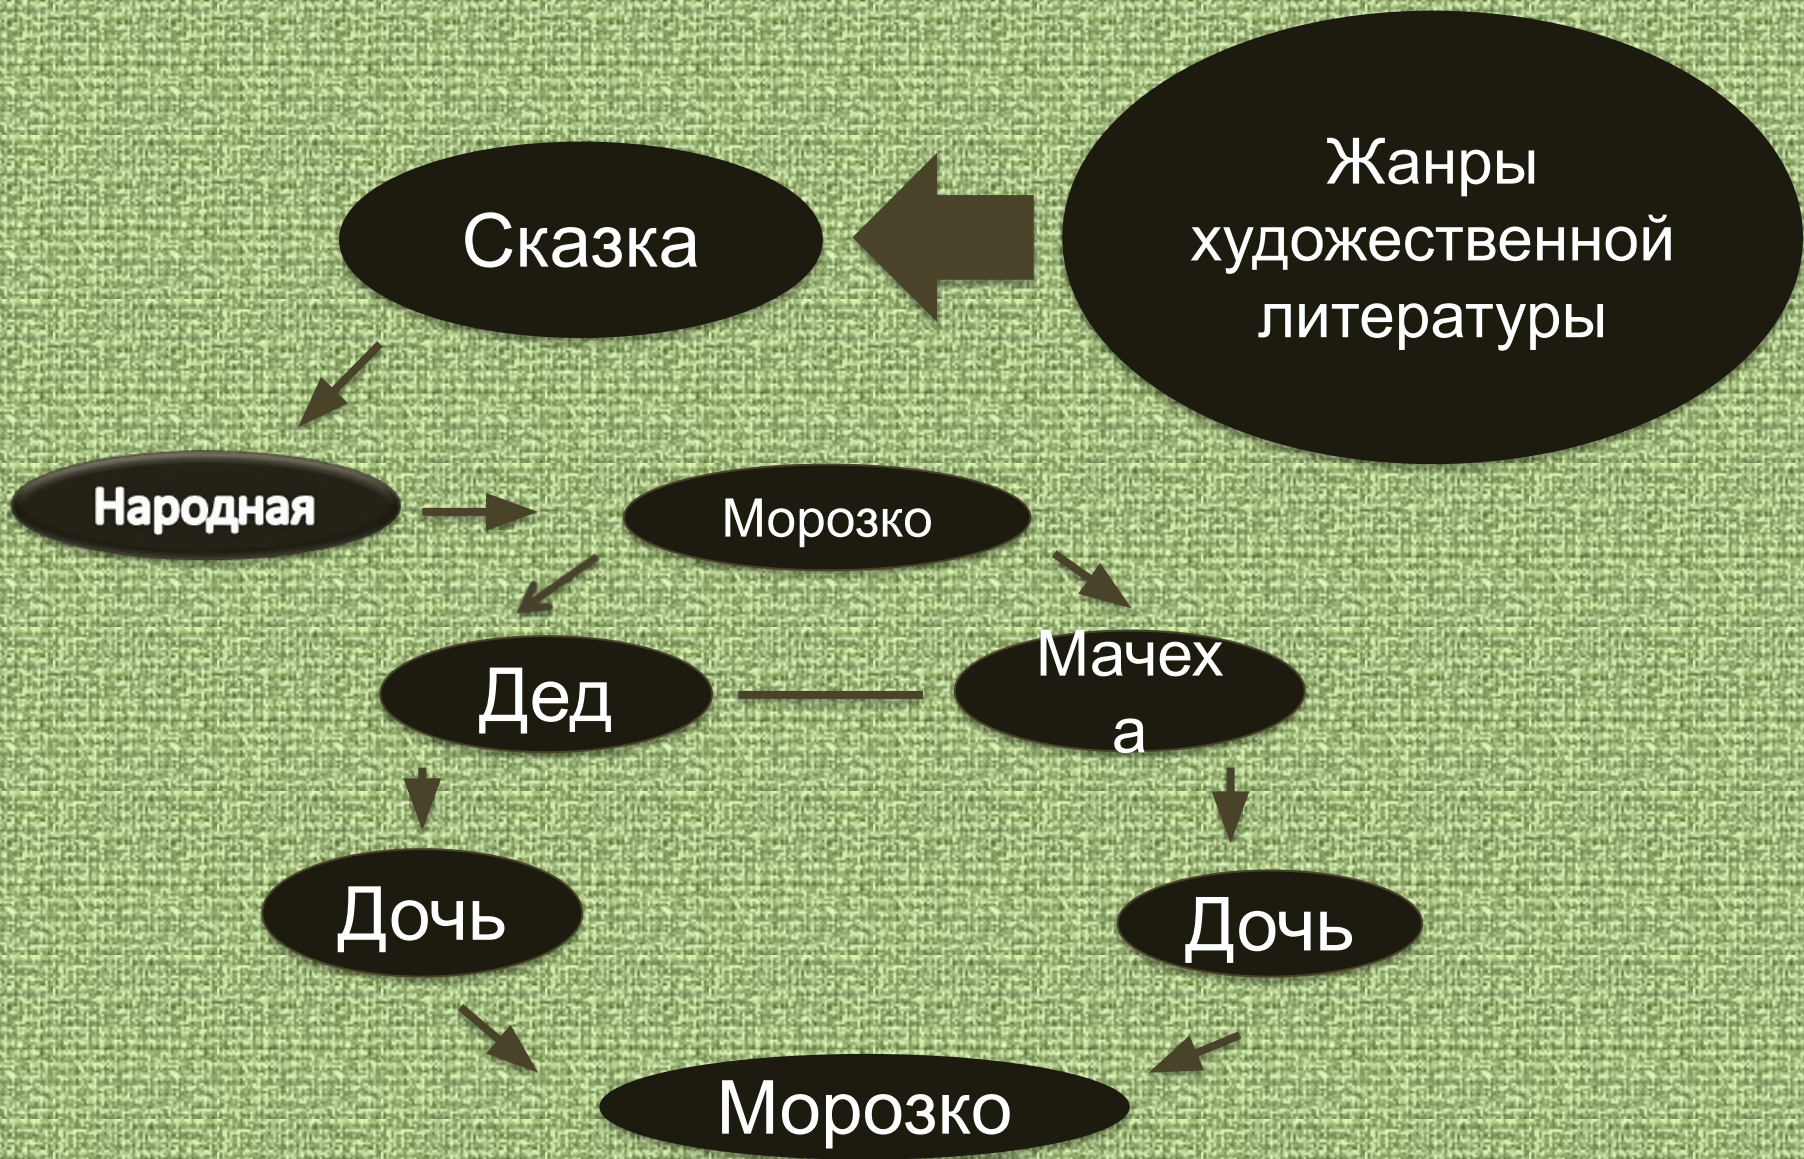 Жанры
художественной
литературы
Сказка
Народная
Морозко
Дед
Мачех
а
Дочь
Дочь
Морозко